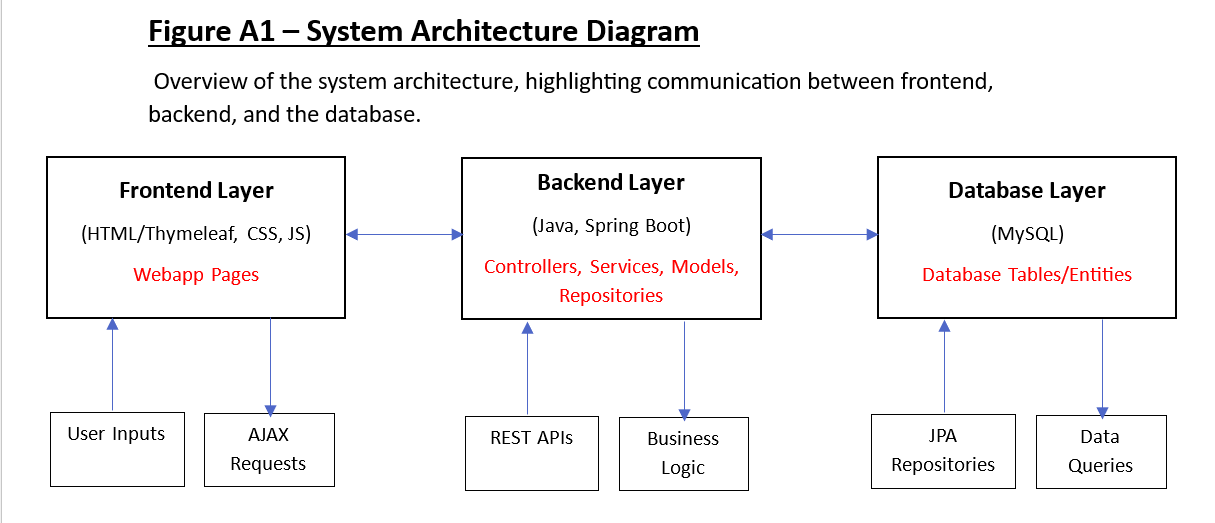 Figure A1 – System Architecture Diagram
Overview of the system architecture, highlighting communication between frontend,
backend, and the database.
Frontend Layer
(HTML/Thymeleaf, CSS, JS)
Webapp Pages
Backend Layer
(Java, Spring Boot)
Controllers, Services, Models,
Repositories
Database Layer
(MySQL)
Database Tables/Entities
User Inputs
AJAX
Requests
REST APIs
Business
Logic
JPA
Repositories
Data
Queries